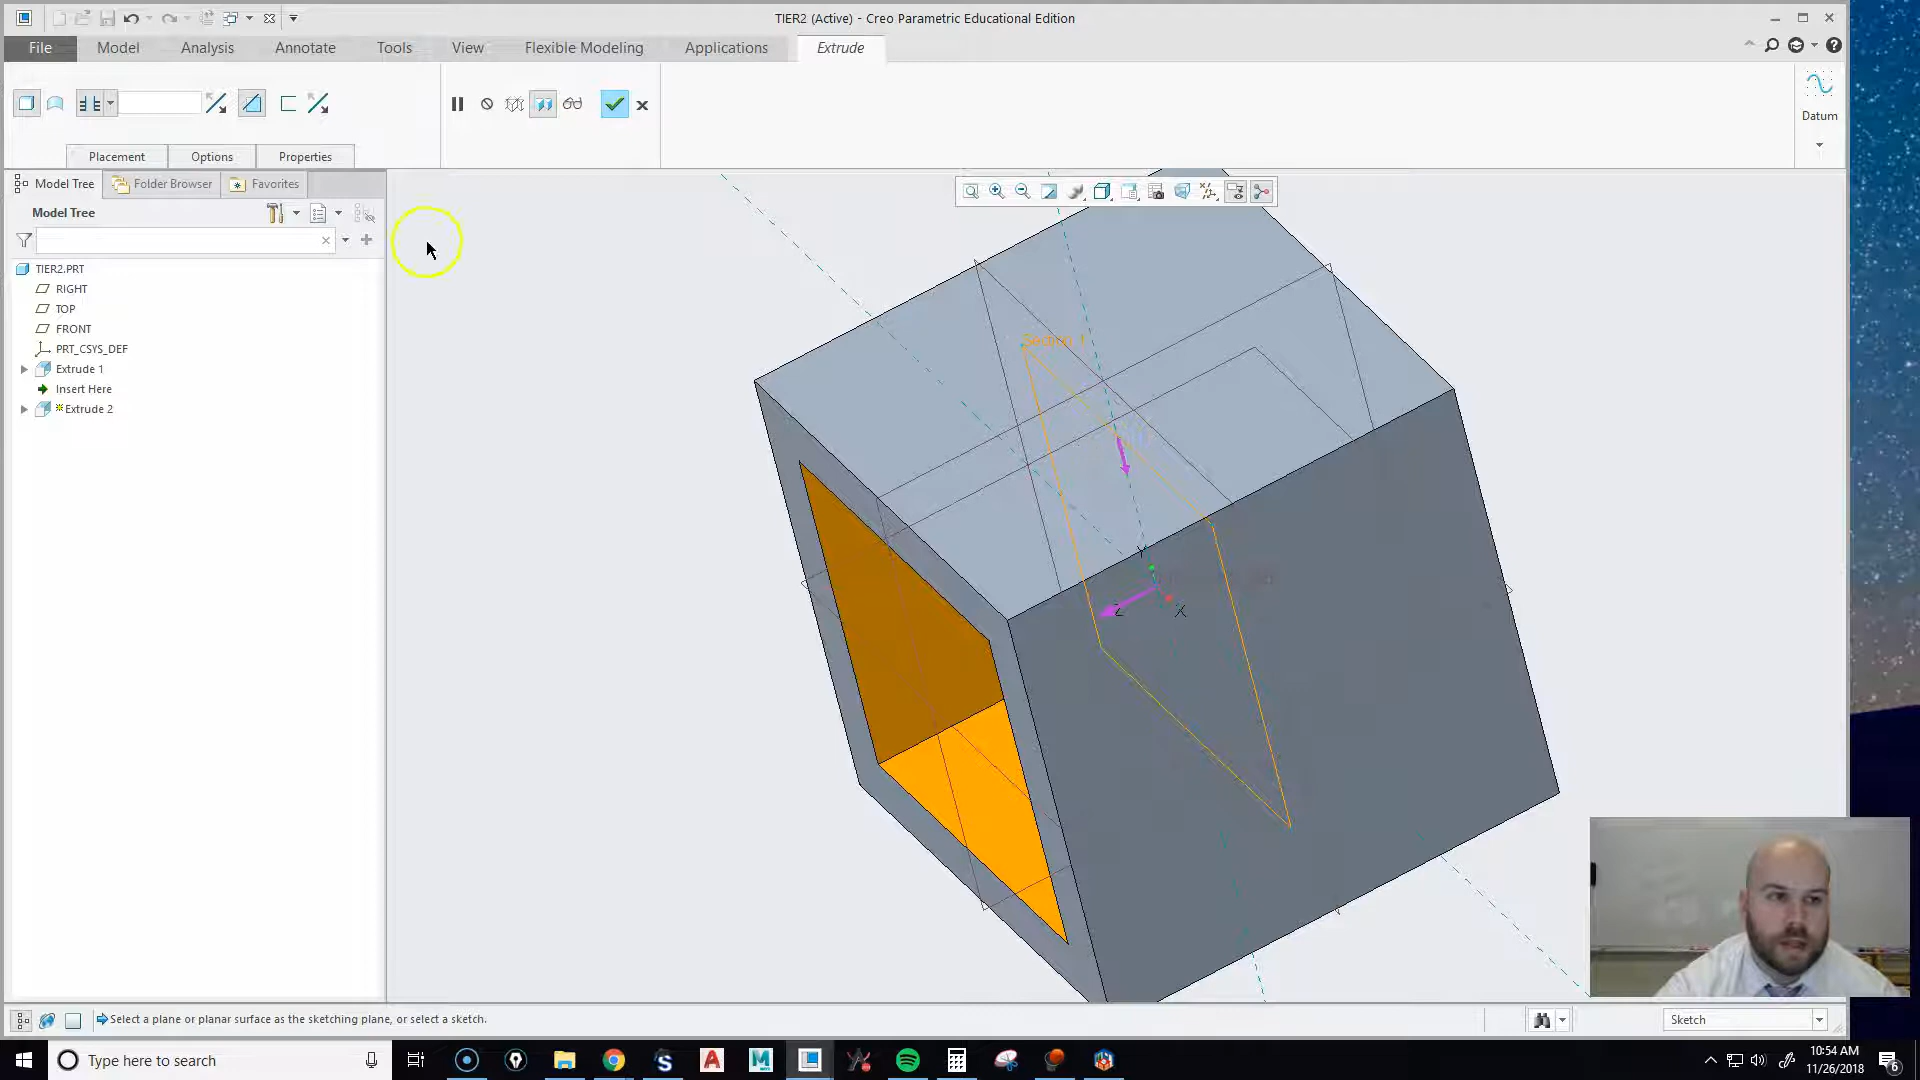 TIER2 (Active) - Creo Parametric Educational Edition
File Model Analysis Annotate Tools View Flexible Modeling Applications Extrude
Datum
Placement Options Properties
Model Tree Folder Browser Favorites
Model Tree
TIER2.PRT
RIGHT
TOP
FRONT
PRT_CSYS_DEF
Extrude 1
Insert Here
Extrude 2
Section 1
Y
Z
X
Select a plane or planar surface as the sketching plane, or select a sketch.
Sketch
Type here to search
10:54 AM
11/26/2018
6